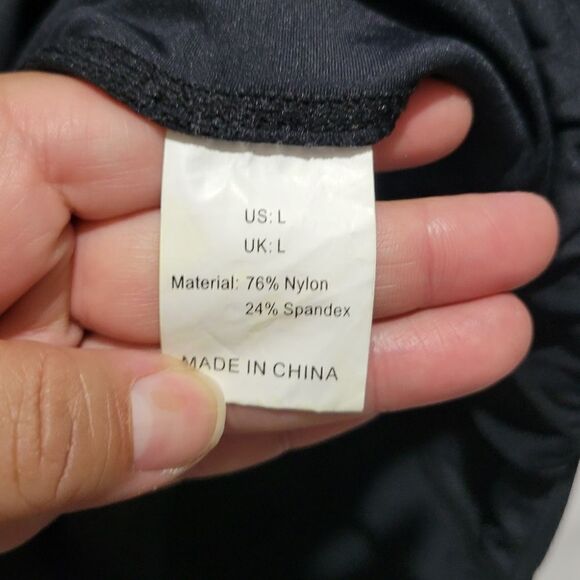 US: L
UK: L
Material: 76% Nylon
24% Spandex
MADE IN CHINA